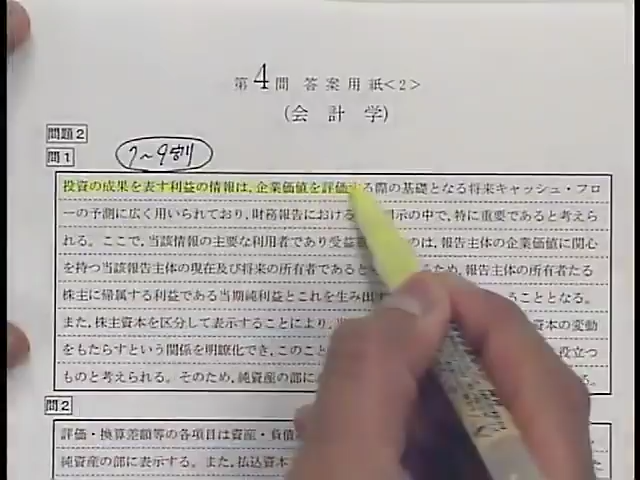 第4問 答案用紙<2>
(会計学)
問題2
問1
7～9割
投資の成果を表す利益の情報は、企業価値を評価する際の基礎となる将来キャッシュ・フロ
ーの予測に広く用いられており、財務報告における 開示の中で、特に重要であると考えら
れる。ここで、当該情報の主要な利用者であり受益 のは、報告主体の企業価値に関心
を持つ当該報告主体の現在及び将来の所有者であると ため、報告主体の所有者たる
株主に帰属する利益である当期純利益とこれを生み出す ることとなる。
また、株主資本を区分して表示することにより、 資本の変動
をもたらすという関係を明瞭化でき、このこと 役立つ
ものと考えられる。そのため、純資産の部に る。
問2
評価・換算差額等の各項目は資産・負債
純資産の部に表示する。また、払込資本